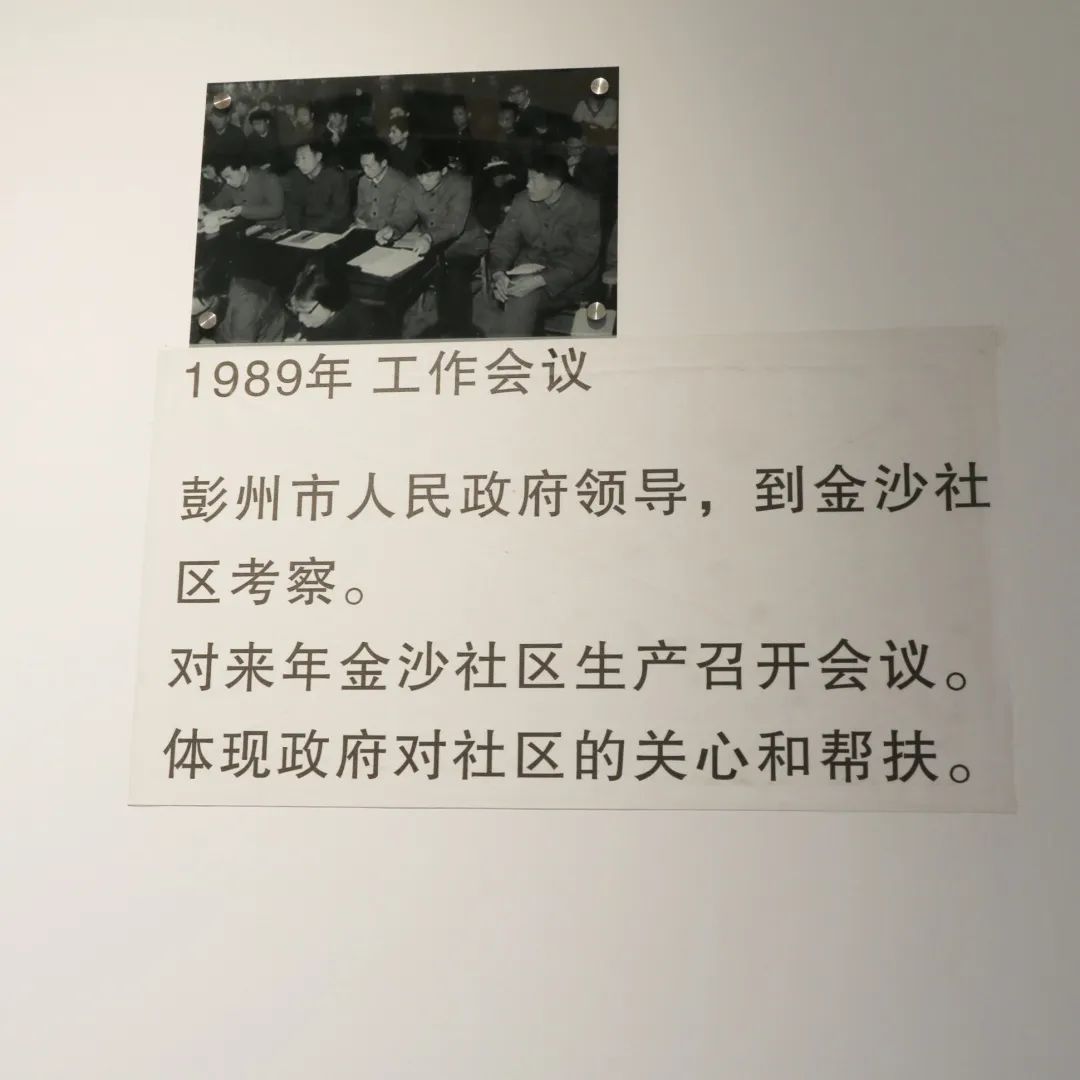 1989年 工作会议
彭州市人民政府领导，到金沙社
区考察。
对来年金沙社区生产召开会议。
体现政府对社区的关心和帮扶。